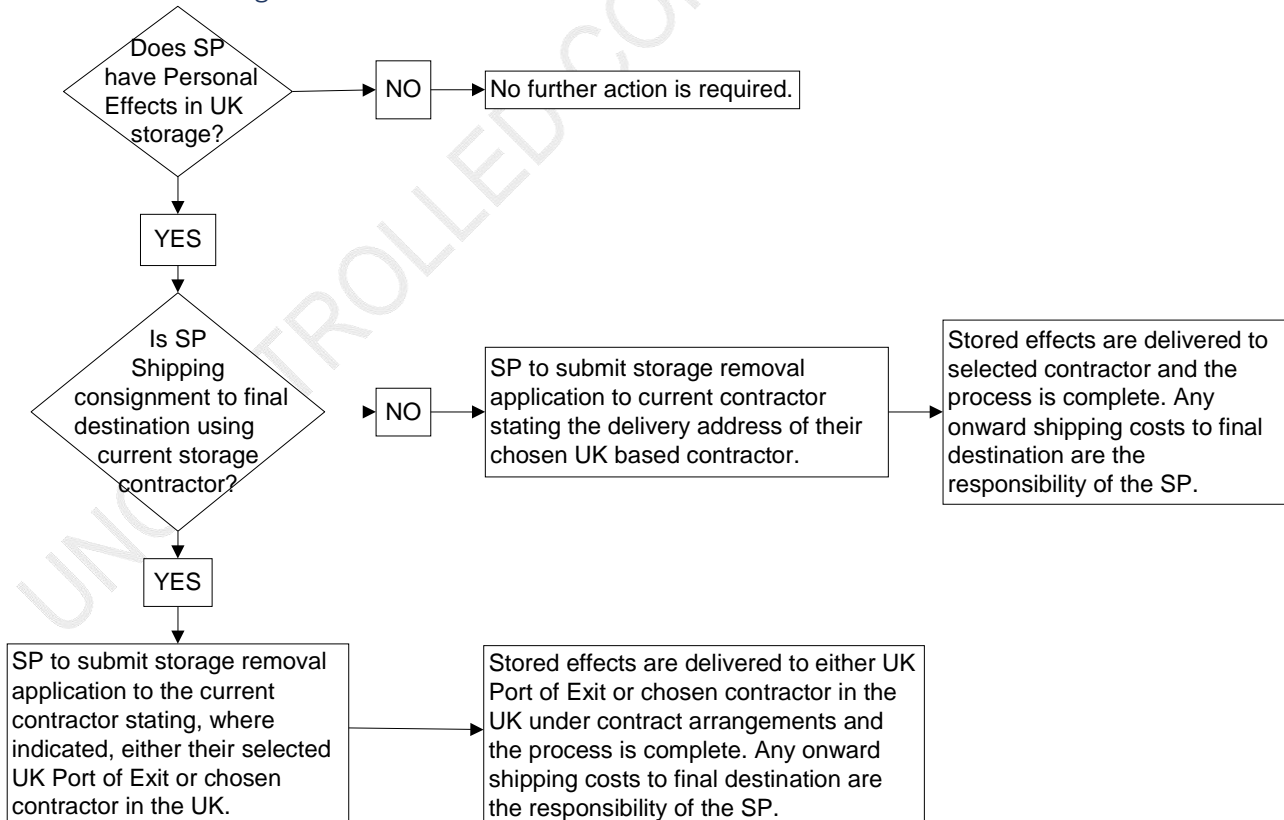 Does SP
have Personal
Effects in UK
storage?
NO
No further action is required.
YES
Is SP
Shipping
consignment to final
destination using
current storage
contractor?
NO
SP to submit storage removal
application to current contractor
stating the delivery address of their
chosen UK based contractor.
Stored effects are delivered to
selected contractor and the
process is complete. Any
onward shipping costs to final
destination are the
responsibility of the SP.
YES
SP to submit storage removal
application to the current
contractor stating, where
indicated, either their selected
UK Port of Exit or chosen
contractor in the UK.
Stored effects are delivered to either UK
Port of Exit or chosen contractor in the
UK under contract arrangements and
the process is complete. Any onward
shipping costs to final destination are
the responsibility of the SP.